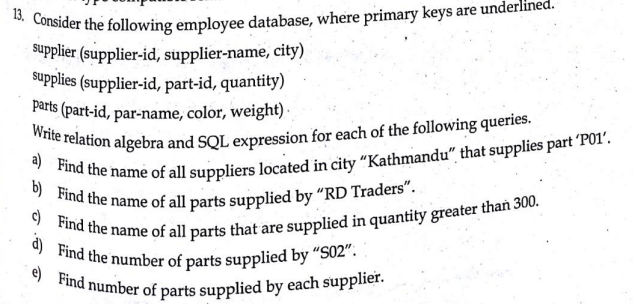 13. Consider the following employee database, where primary keys are underlined.
supplier (supplier-id, supplier-name, city)
supplies (supplier-id, part-id, quantity)
parts (part-id, par-name, color, weight)
Write relation algebra and SQL expression for each of the following queries.
a) Find the name of all suppliers located in city "Kathmandu" that supplies part 'P01'.
b) Find the name of all parts supplied by "RD Traders".
c) Find the name of all parts that are supplied in quantity greater than 300.
d) Find the number of parts supplied by "S02".
e) Find number of parts supplied by each supplier.